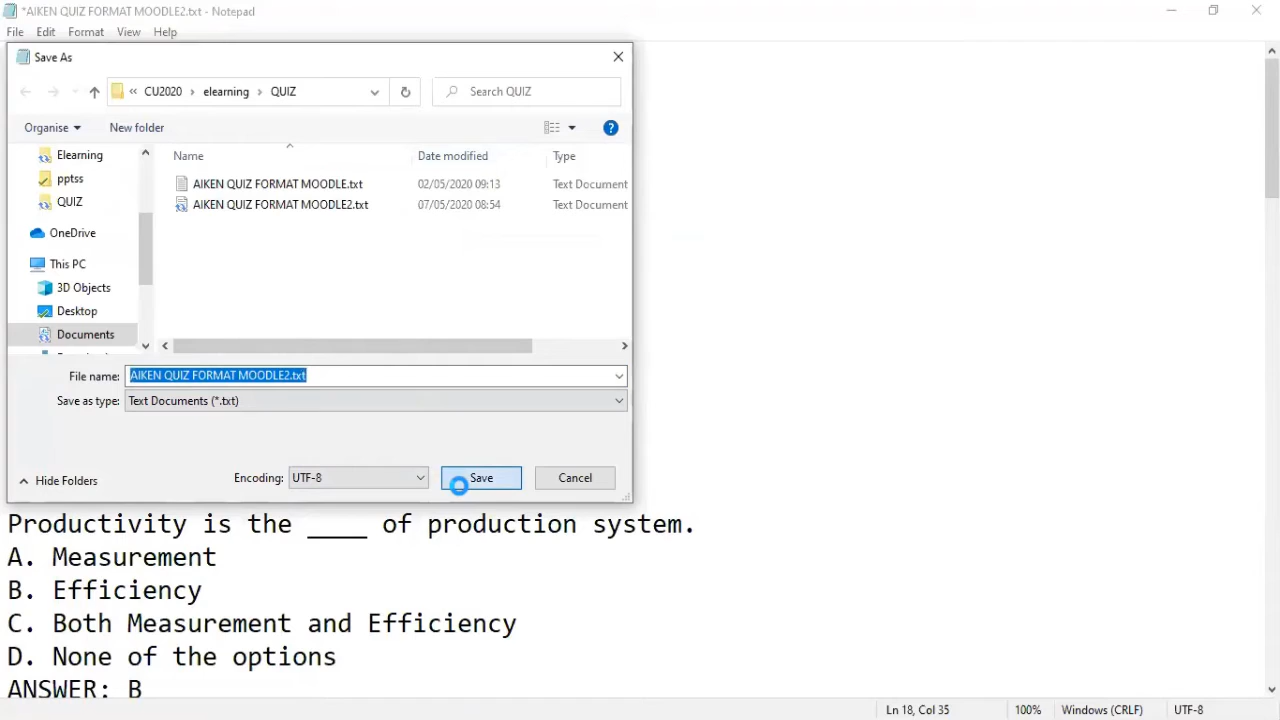 *AIKEN QUIZ FORMAT MOODLE2.txt - Notepad
File Edit Format View Help
Save As
« CU2020 › elearning › QUIZ
Search QUIZ
Organise New folder
Elearning
pptss
QUIZ
OneDrive
This PC
3D Objects
Desktop
Documents
Name Date modified Type
AIKEN QUIZ FORMAT MOODLE.txt 02/05/2020 09:13 Text Document
AIKEN QUIZ FORMAT MOODLE2.txt 07/05/2020 08:54 Text Document
File name: AIKEN QUIZ FORMAT MOODLE2.txt
Save as type: Text Documents (*.txt)
Hide Folders Encoding: UTF-8 Save Cancel
Productivity is the ____ of production system.
A. Measurement
B. Efficiency
C. Both Measurement and Efficiency
D. None of the options
ANSWER: B
Ln 18, Col 35 100% Windows (CRLF) UTF-8